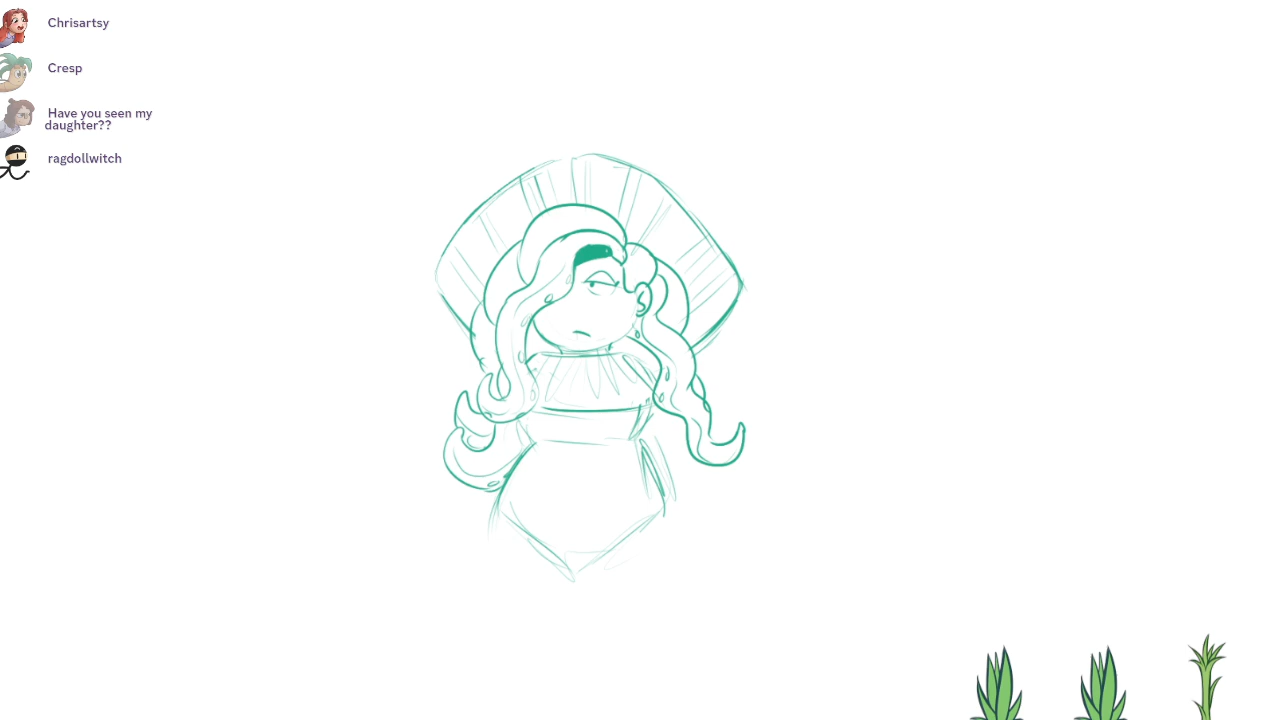 Chrisartsy
Cresp
Have you seen my
daughter??
ragdollwitch